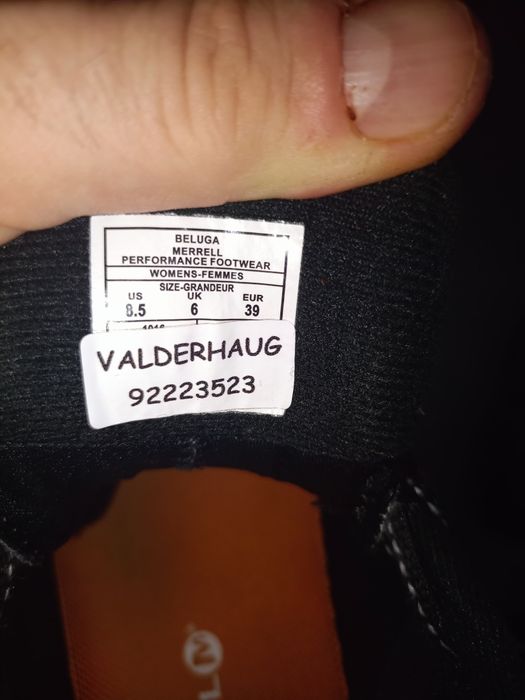 BELUGA
MERRELL
PERFORMANCE FOOTWEAR
WOMENS-FEMMES
SIZE-GRANDEUR
US UK EUR
8.5 6 39
VALDERHAUG
92223523